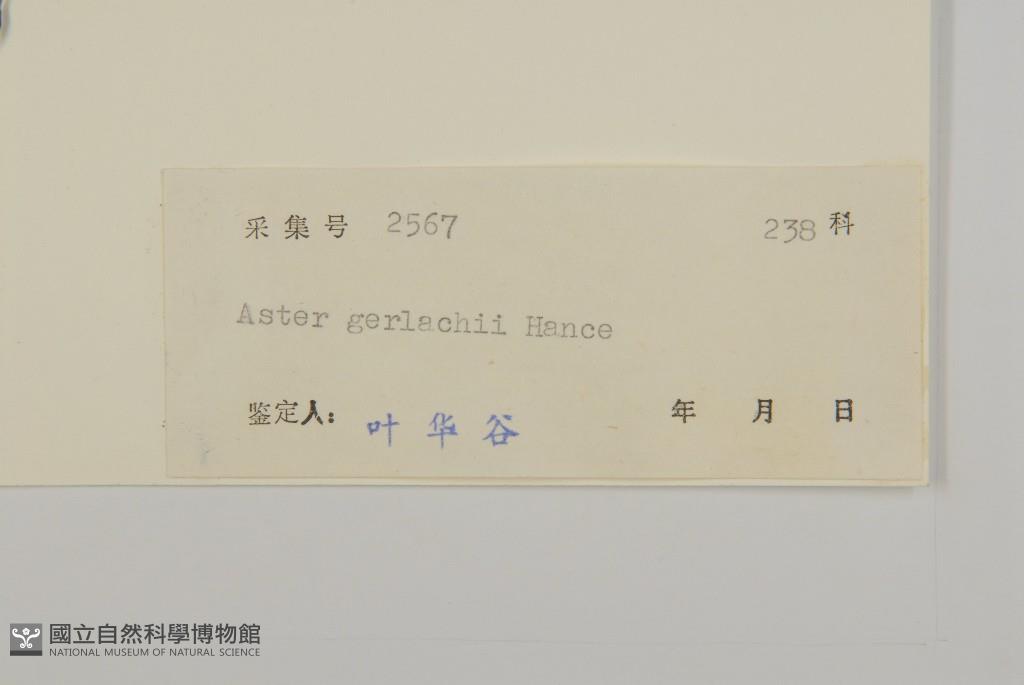 采集号 2567 238 科
Aster gerlachii Hance
鉴定人: 叶华谷 年 月 日
國立自然科學博物館
NATIONAL MUSEUM OF NATURAL SCIENCE